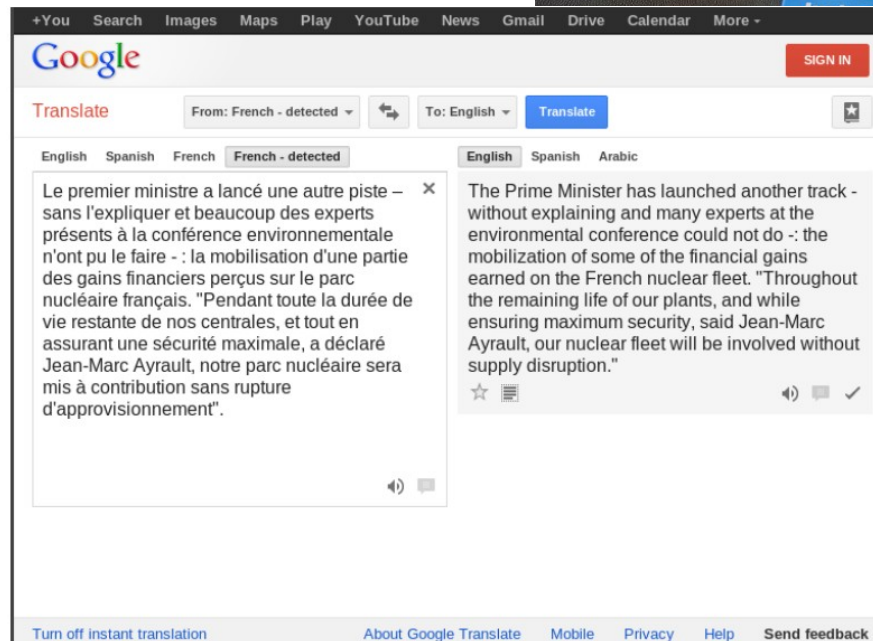 +You Search Images Maps Play YouTube News Gmail Drive Calendar More
Google
SIGN IN
Translate
From: French - detected
To: English
Translate
English Spanish French French - detected
English Spanish Arabic
Le premier ministre a lancé une autre piste –
sans l'expliquer et beaucoup des experts
présents à la conférence environnementale
n'ont pu le faire - : la mobilisation d'une partie
des gains financiers perçus sur le parc
nucléaire français. "Pendant toute la durée de
vie restante de nos centrales, et tout en
assurant une sécurité maximale, a déclaré
Jean-Marc Ayrault, notre parc nucléaire sera
mis à contribution sans rupture
d'approvisionnement".
The Prime Minister has launched another track -
without explaining and many experts at the
environmental conference could not do -: the
mobilization of some of the financial gains
earned on the French nuclear fleet. "Throughout
the remaining life of our plants, and while
ensuring maximum security, said Jean-Marc
Ayrault, our nuclear fleet will be involved without
supply disruption."
Turn off instant translation
About Google Translate Mobile Privacy Help Send feedback